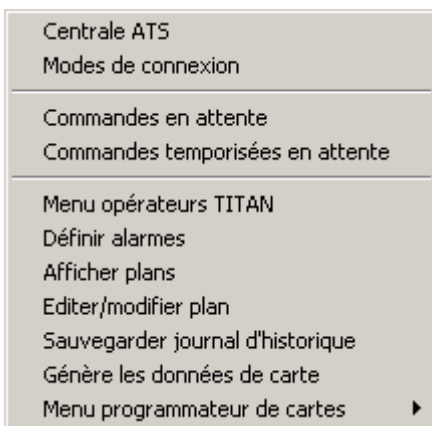 Centrale ATS
Modes de connexion
Commandes en attente
Commandes temporisées en attente
Menu opérateurs TITAN
Définir alarmes
Afficher plans
Editer/modifier plan
Sauvegarder journal d'historique
Génère les données de carte
Menu programmateur de cartes